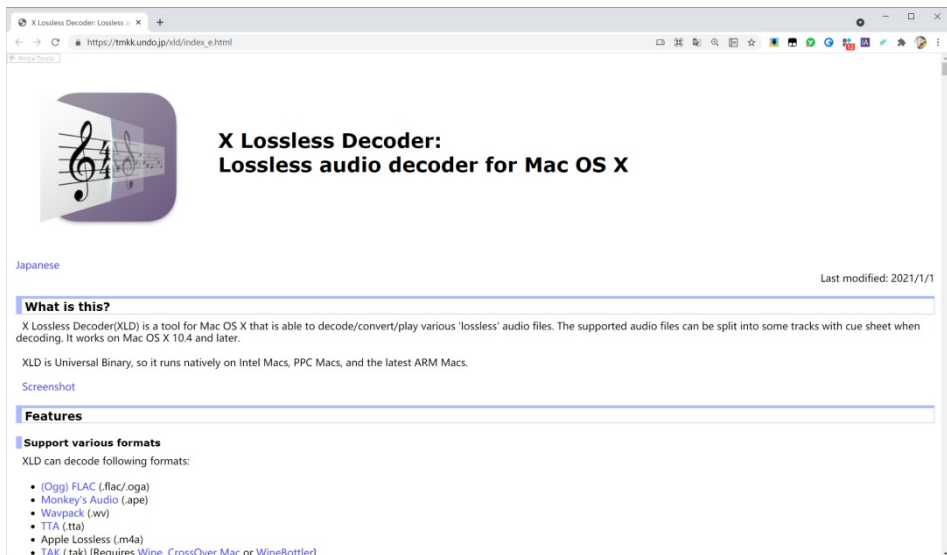 X Lossless Decoder: Lossless a
https://tmkk.undo.jp/xld/index_e.html
Ninja Tools
X Lossless Decoder:
Lossless audio decoder for Mac OS X
Japanese
Last modified: 2021/1/1
What is this?
X Lossless Decoder(XLD) is a tool for Mac OS X that is able to decode/convert/play various 'lossless' audio files. The supported audio files can be split into some tracks with cue sheet when
decoding. It works on Mac OS X 10.4 and later.
XLD is Universal Binary, so it runs natively on Intel Macs, PPC Macs, and the latest ARM Macs.
Screenshot
Features
Support various formats
XLD can decode following formats:
• (Ogg) FLAC (.flac/.oga)
• Monkey's Audio (.ape)
• Wavpack (.wv)
• TTA (.tta)
• Apple Lossless (.m4a)
• TAK (.tak) [Requires Wine, CrossOver Mac or WineBottler]